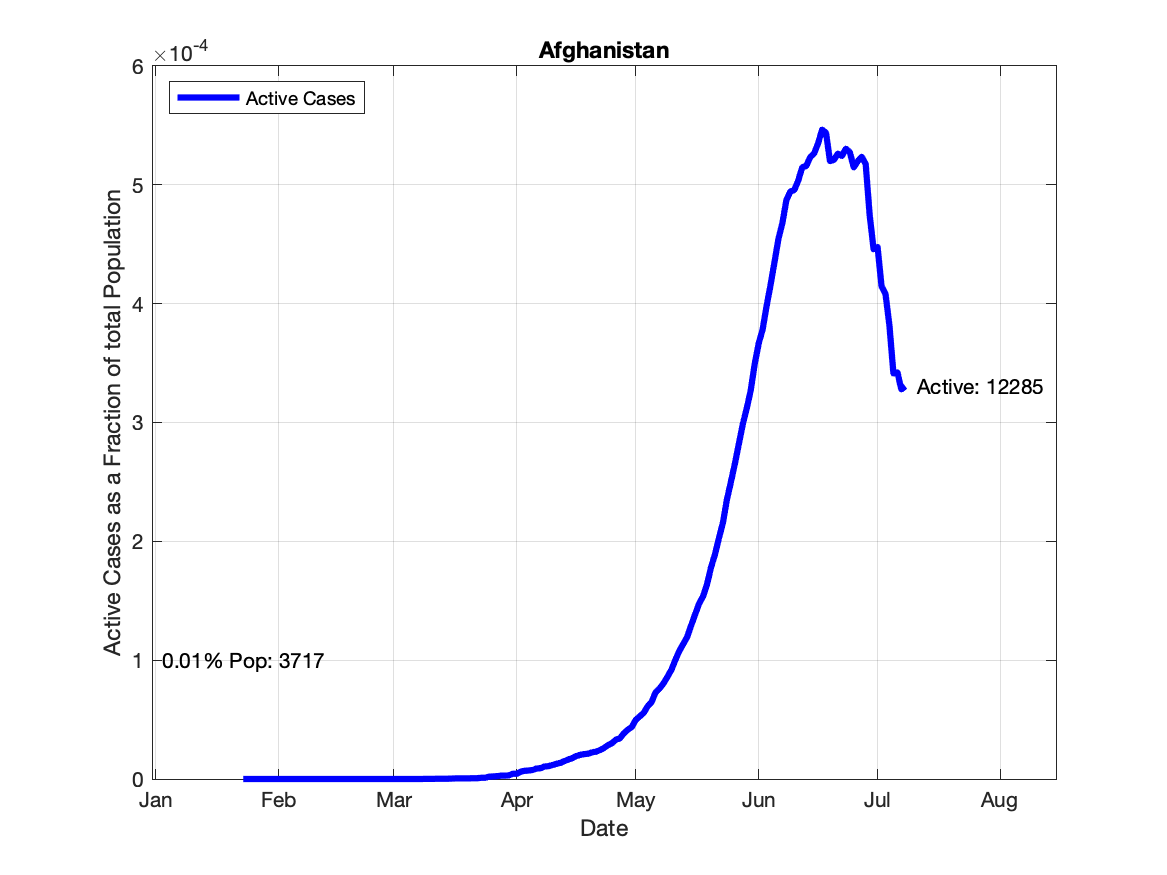 Afghanistan
×10-4
Active Cases
6
5
4
3
2
1
0
Active Cases as a Fraction of total Population
0.01% Pop: 3717
Active: 12285
Jan Feb Mar Apr May Jun Jul Aug
Date